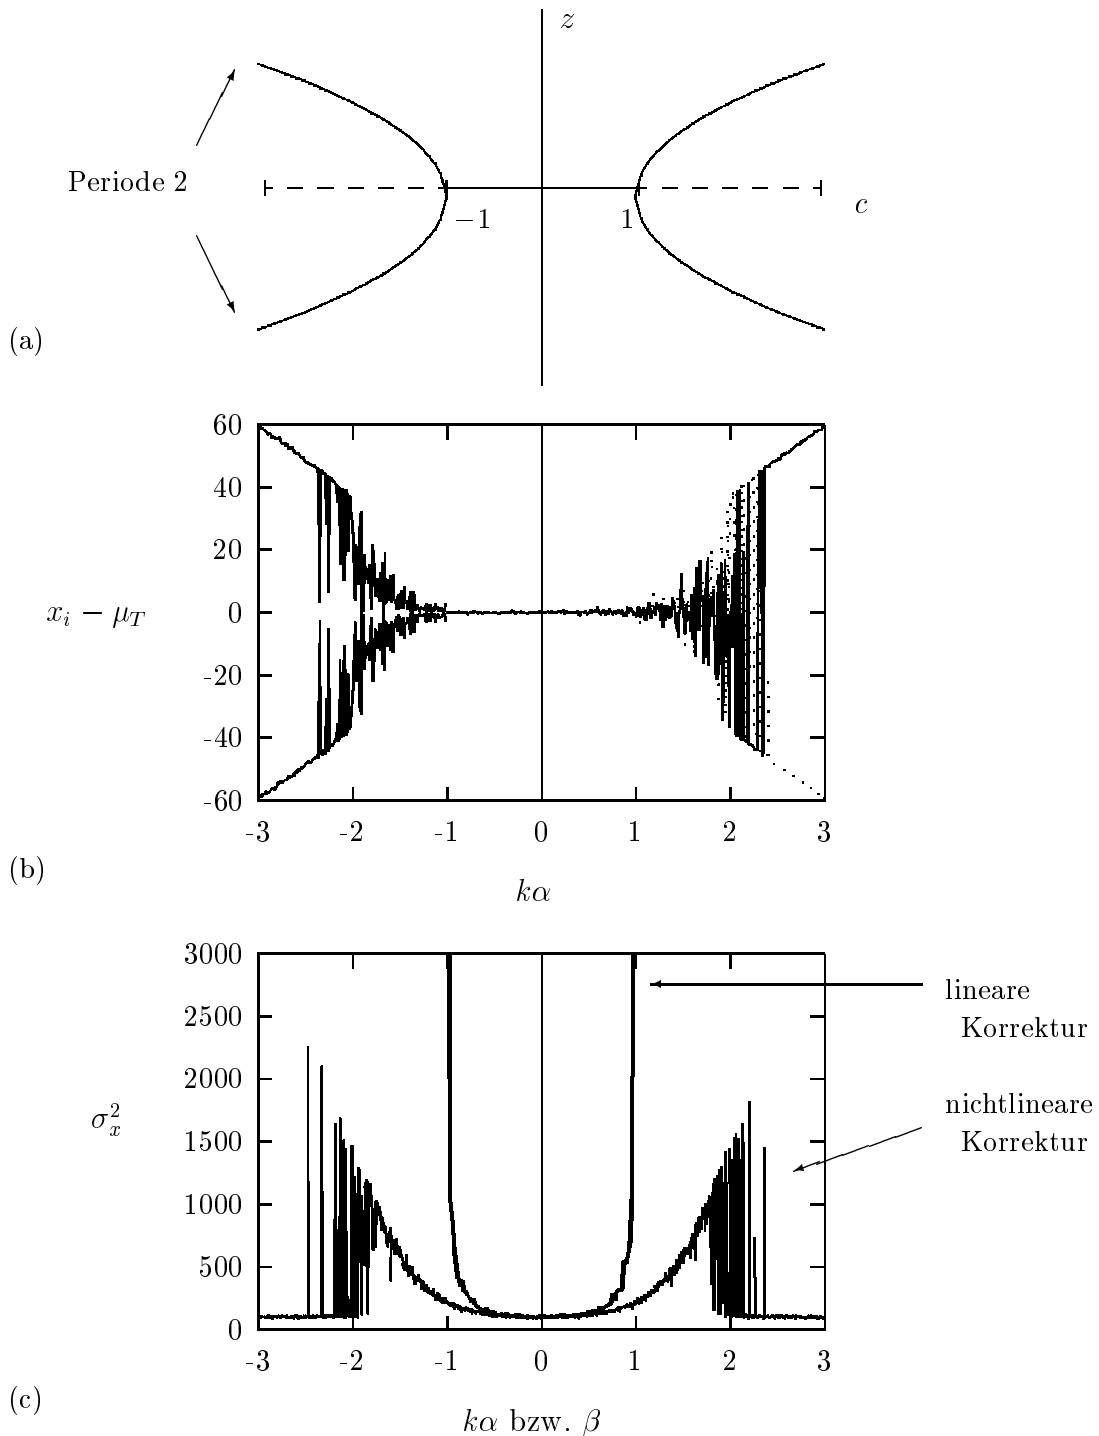 z
Periode 2
−1
1
c
(a)
60
40
20
0
-20
-40
-60
x_i − μ_T
-3 -2 -1 0 1 2 3
(b)
kα
3000
2500
2000
1500
1000
500
0
σ_x^2
lineare
Korrektur
nichtlineare
Korrektur
-3 -2 -1 0 1 2 3
(c)
kα bzw. β